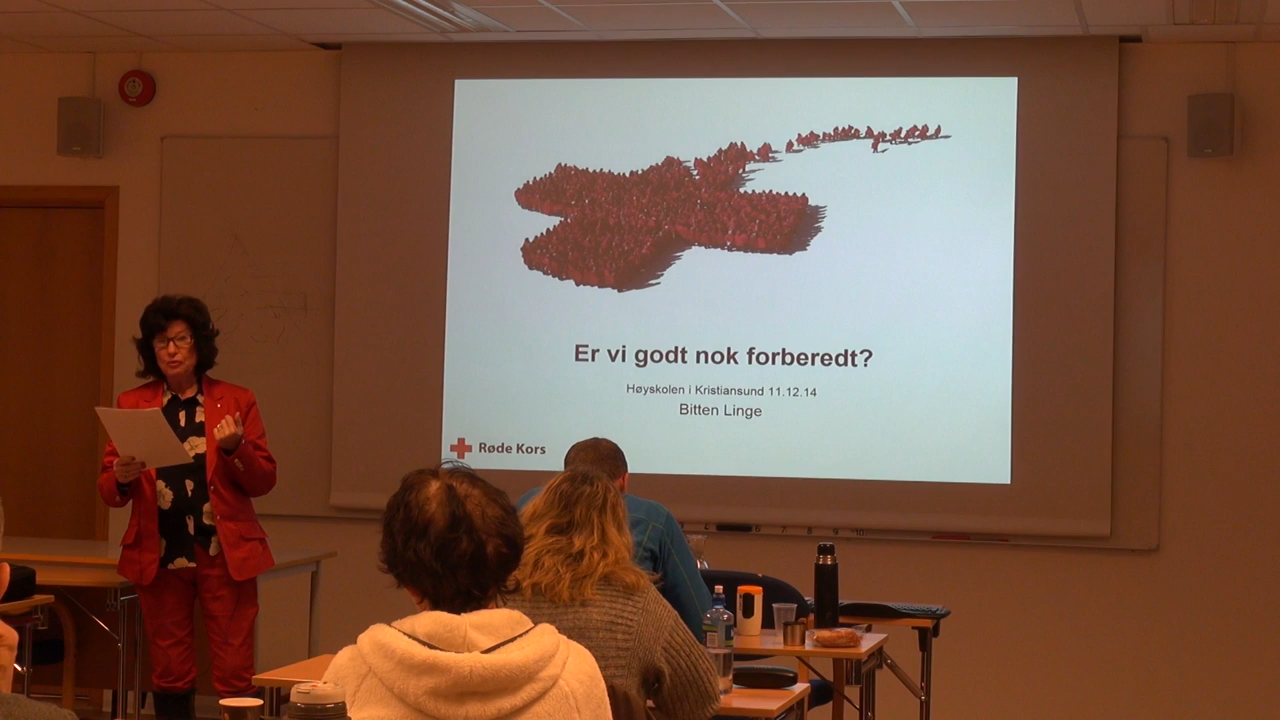 Er vi godt nok forberedt?
Høyskolen i Kristiansund 11.12.14
Bitten Linge
Røde Kors